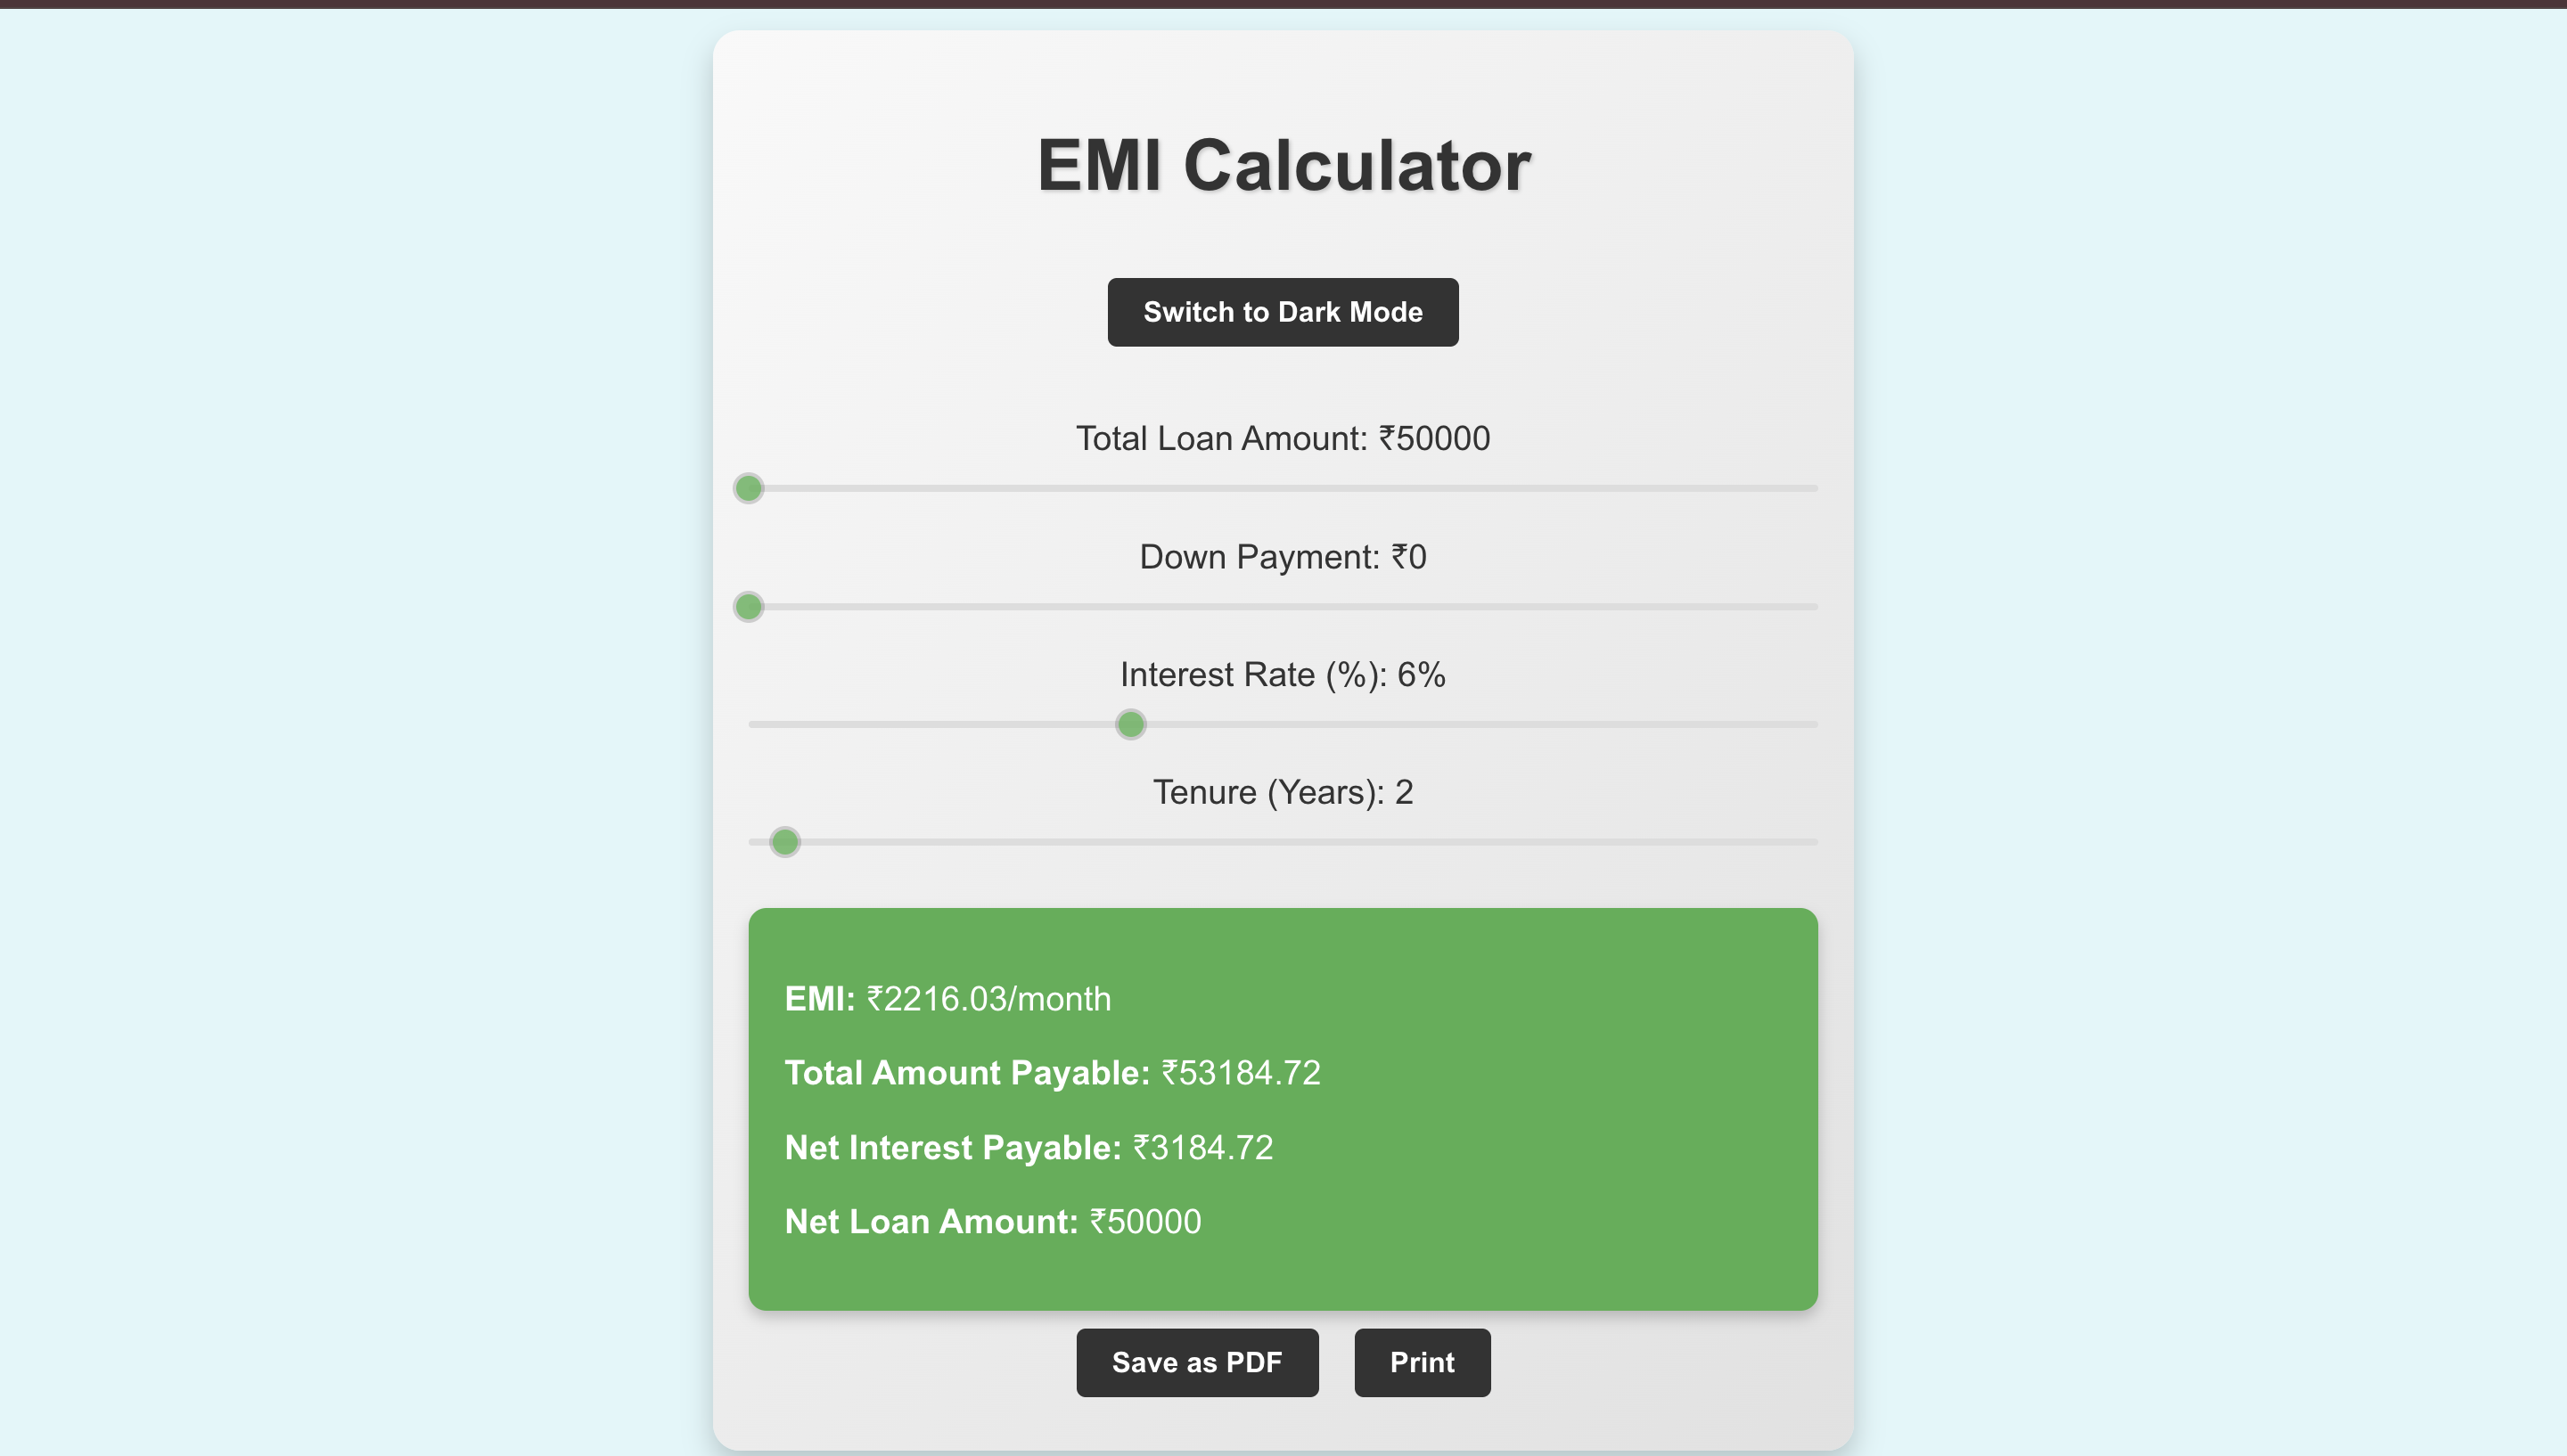 EMI Calculator
Switch to Dark Mode
Total Loan Amount: ₹50000
Down Payment: ₹0
Interest Rate (%): 6%
Tenure (Years): 2
EMI: ₹2216.03/month
Total Amount Payable: ₹53184.72
Net Interest Payable: ₹3184.72
Net Loan Amount: ₹50000
Save as PDF Print